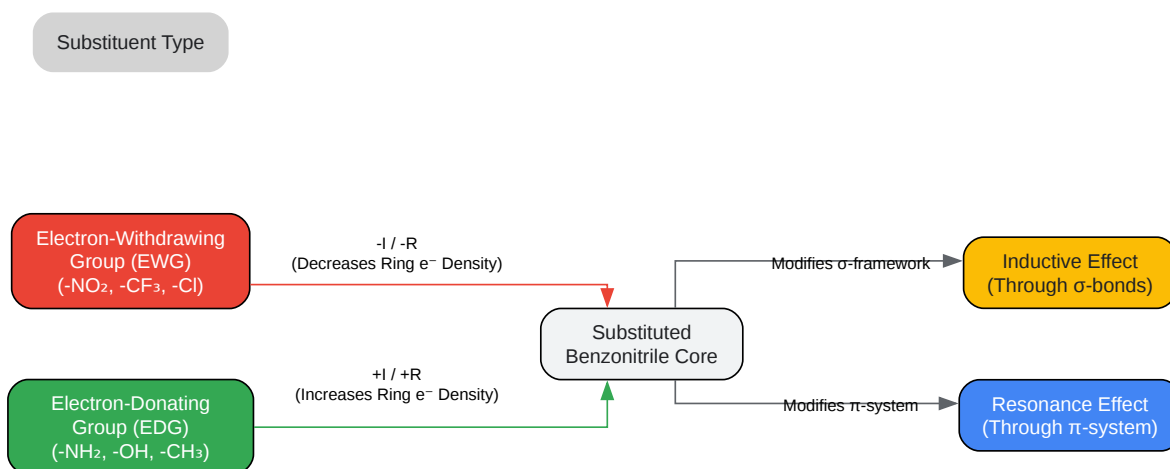 Substituent Type
Electron-Withdrawing
Group (EWG)
(-NO₂, -CF₃, -Cl)
-I / -R
(Decreases Ring e⁻ Density)
Modifies σ-framework
Inductive Effect
(Through σ-bonds)
Substituted
Benzonitrile Core
+I / +R
(Increases Ring e⁻ Density)
Electron-Donating
Group (EDG)
(-NH₂, -OH, -CH₃)
Modifies π-system
Resonance Effect
(Through π-system)